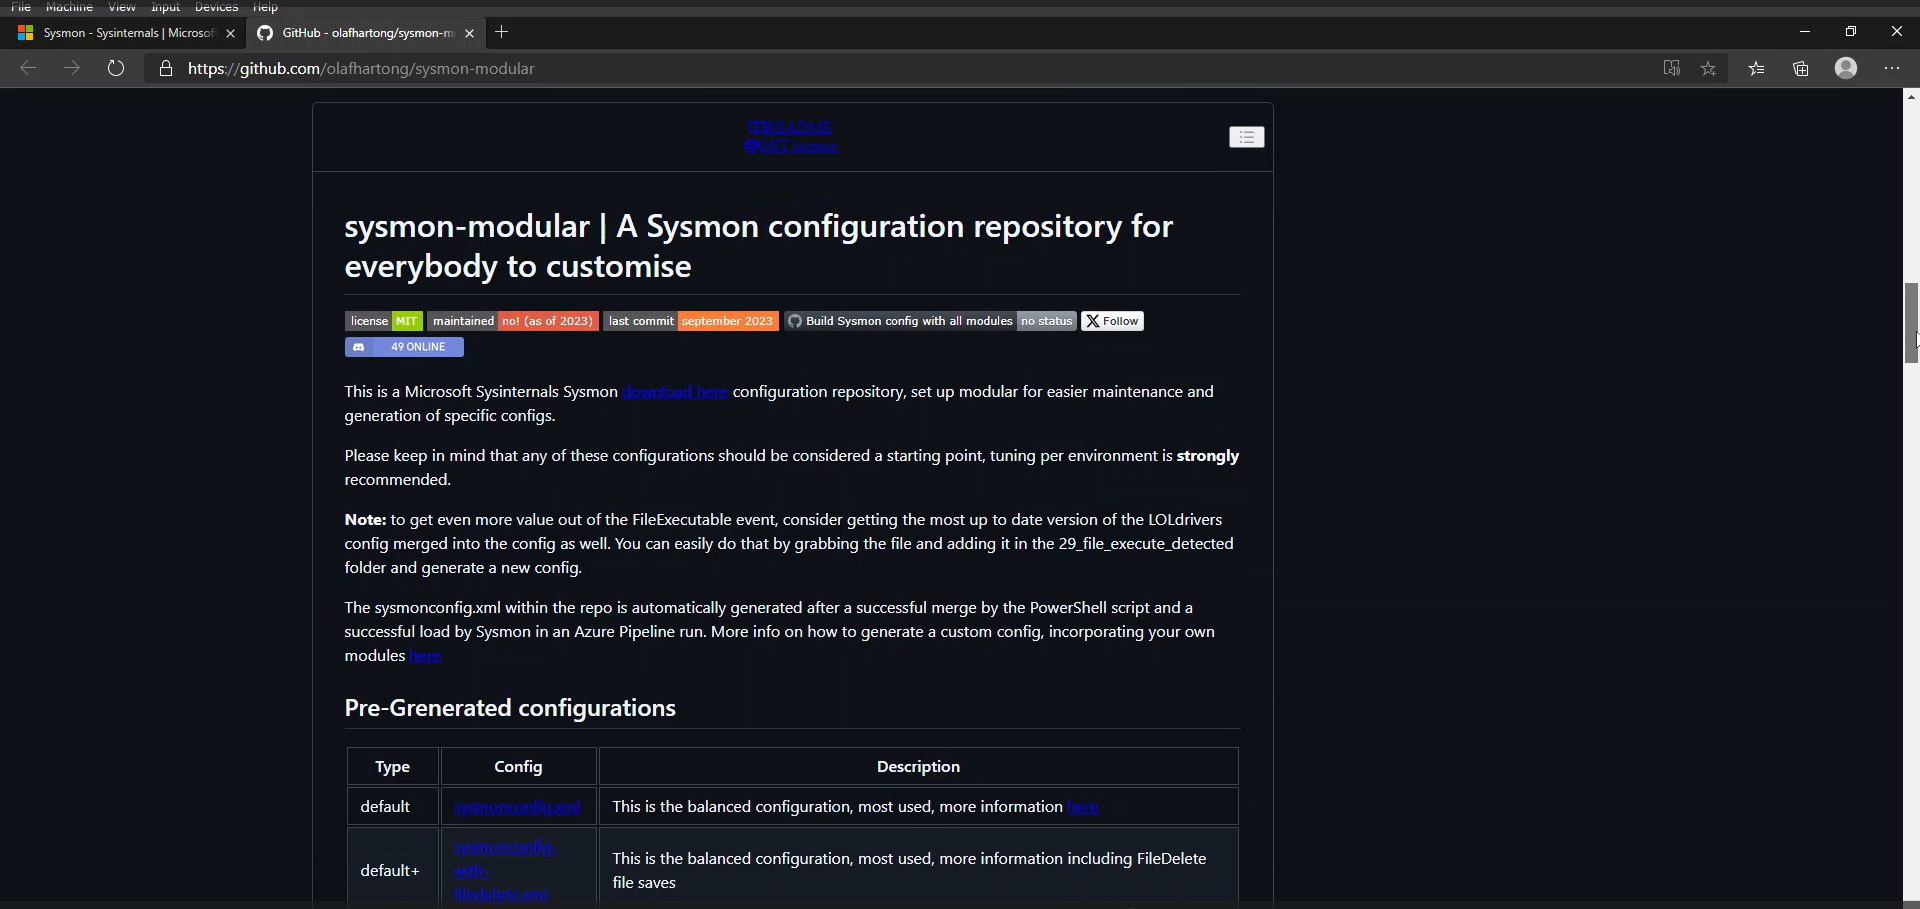 File Machine View Input Devices Help
Sysmon - Sysinternals | Microsof
GitHub - olafhartong/sysmon-m
https://github.com/olafhartong/sysmon-modular
README
MIT license
sysmon-modular | A Sysmon configuration repository for
everybody to customise
license MIT maintained no! (as of 2023) last commit september 2023 Build Sysmon config with all modules no status X Follow
49 ONLINE
This is a Microsoft Sysinternals Sysmon download here configuration repository, set up modular for easier maintenance and
generation of specific configs.
Please keep in mind that any of these configurations should be considered a starting point, tuning per environment is strongly
recommended.
Note: to get even more value out of the FileExecutable event, consider getting the most up to date version of the LOLdrivers
config merged into the config as well. You can easily do that by grabbing the file and adding it in the 29_file_execute_detected
folder and generate a new config.
The sysmonconfig.xml within the repo is automatically generated after a successful merge by the PowerShell script and a
successful load by Sysmon in an Azure Pipeline run. More info on how to generate a custom config, incorporating your own
modules here
Pre-Grenerated configurations
Type Config Description
default sysmonconfig.xml This is the balanced configuration, most used, more information here
default+ sysmonconfig-
with-
filedelete.xml
This is the balanced configuration, most used, more information including FileDelete
file saves